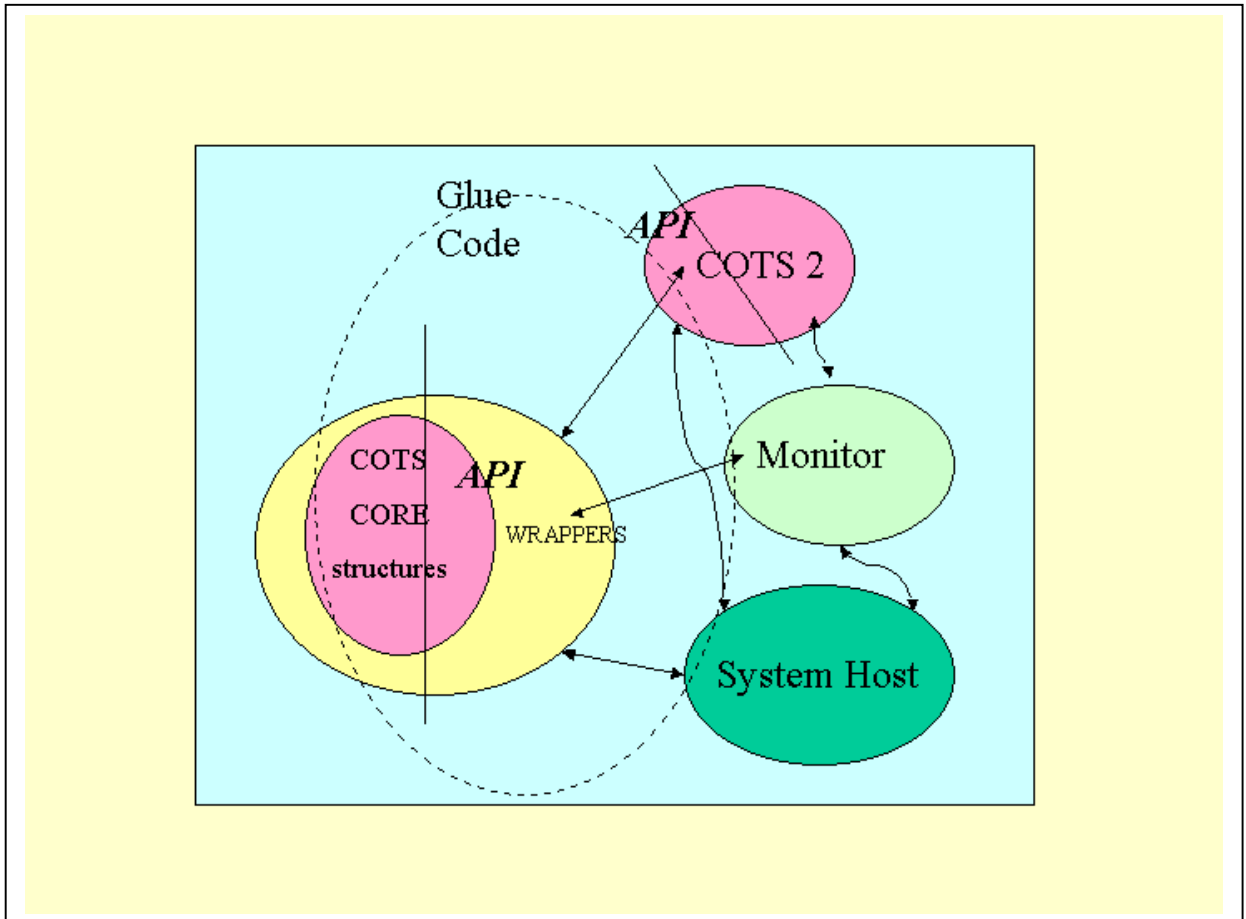 Glue
Code
API
COTS 2
COTS
CORE
structures
API
WRAPPERS
Monitor
System Host